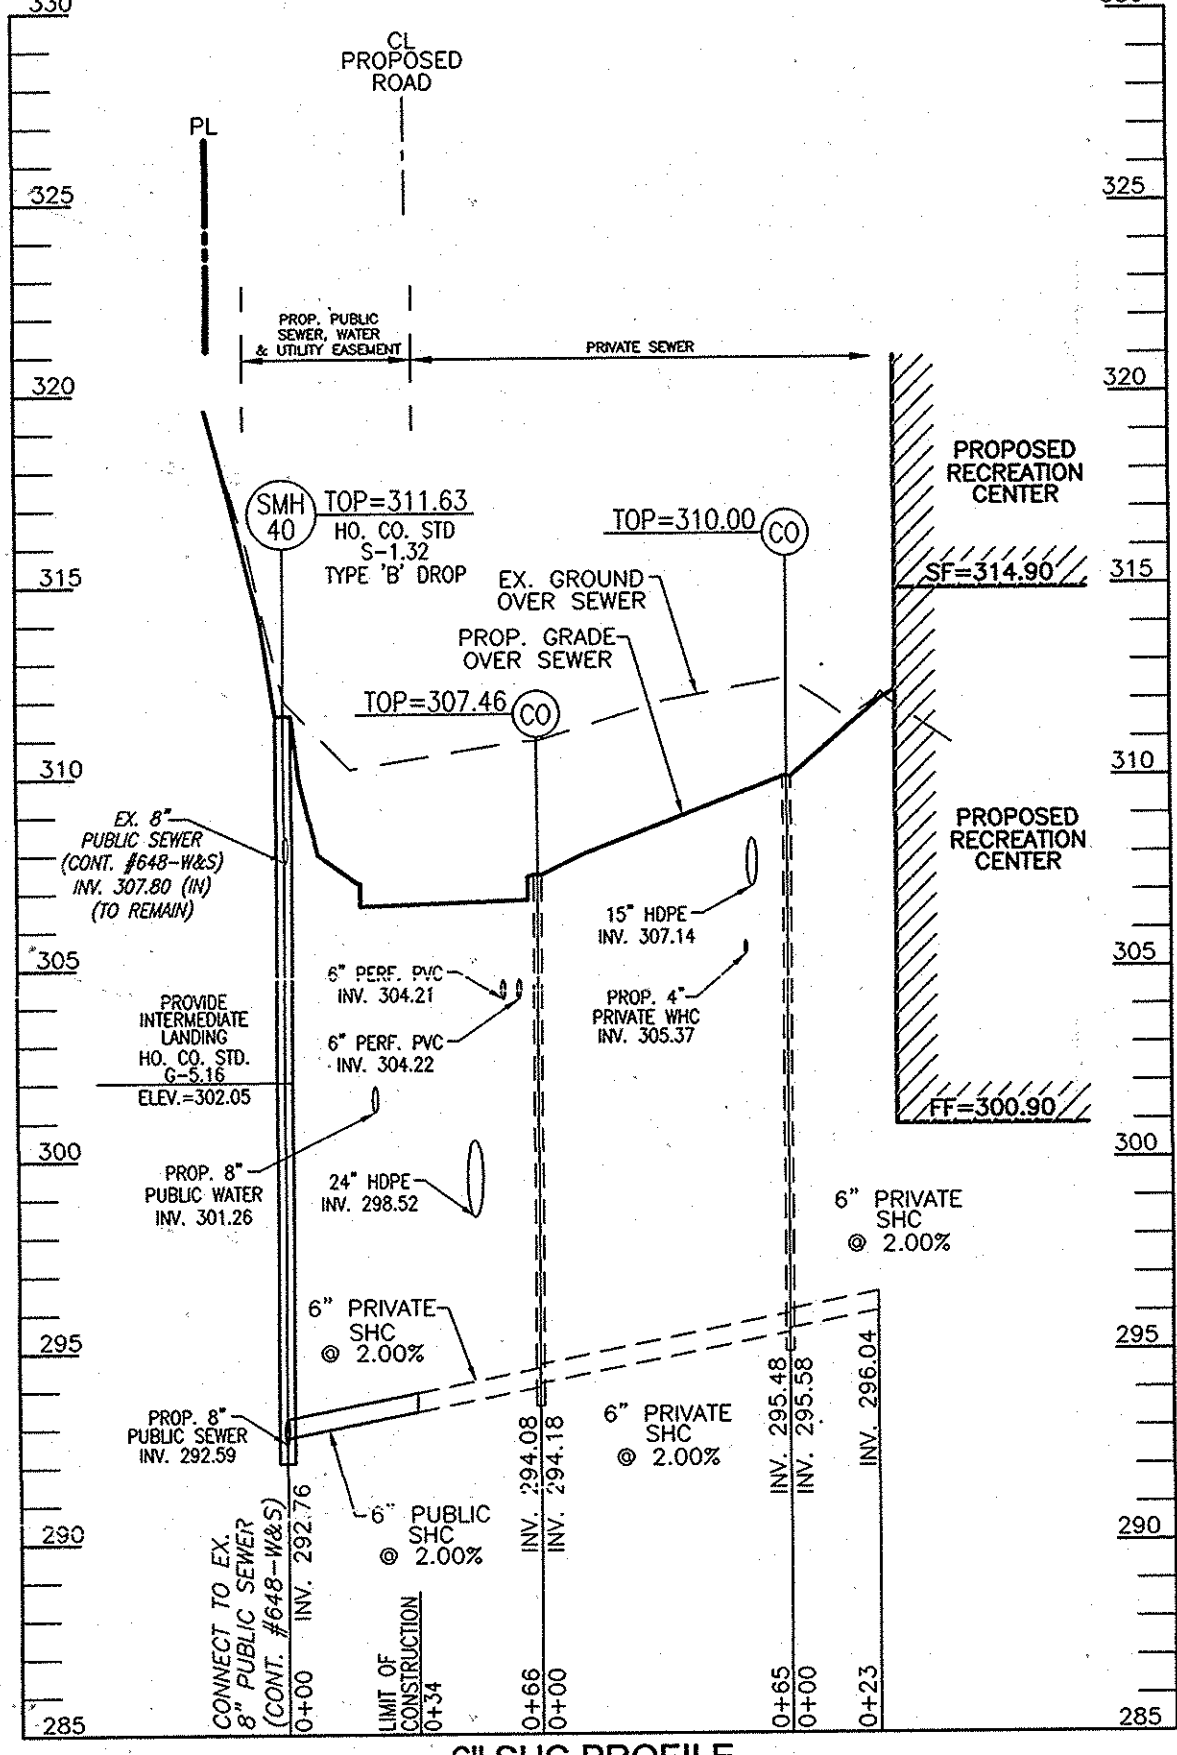 330
CL
PROPOSED
ROAD
PL
325
325
PROP. PUBLIC
SEWER, WATER
& UTILITY EASEMENT
PRIVATE SEWER
320
320
PROPOSED
RECREATION
CENTER
SMH
40
TOP=311.63
HO. CO. STD
S-1.32
TYPE 'B' DROP
TOP=310.00
CO
SF=314.90
315
315
EX. GROUND
OVER SEWER
PROP. GRADE
OVER SEWER
TOP=307.46
CO
310
310
EX. 8"
PUBLIC SEWER
(CONT. #648-W&S)
INV. 307.80 (IN)
(TO REMAIN)
PROPOSED
RECREATION
CENTER
15" HDPE
INV. 307.14
305
305
6" PERF. PVC
INV. 304.21
PROP. 4"
PRIVATE WHC
INV. 305.37
PROVIDE
INTERMEDIATE
LANDING
HO. CO. STD.
G-5.16
ELEV.=302.05
6" PERF. PVC
INV. 304.22
FF=300.90
300
300
PROP. 8"
PUBLIC WATER
INV. 301.26
24" HDPE
INV. 298.52
6" PRIVATE
SHC
@ 2.00%
6" PRIVATE
SHC
@ 2.00%
295
295
PROP. 8"
PUBLIC SEWER
INV. 292.59
6" PRIVATE
SHC
@ 2.00%
6" PUBLIC
SHC
@ 2.00%
290
290
CONNECT TO EX.
8" PUBLIC SEWER
(CONT. #648-W&S)
INV. 292.76
INV. 294.08
INV. 294.18
INV. 295.48
INV. 295.58
INV. 296.04
0+00
LIMIT OF
CONSTRUCTION
0+34
0+66
0+00
0+65
0+00
0+23
285
285